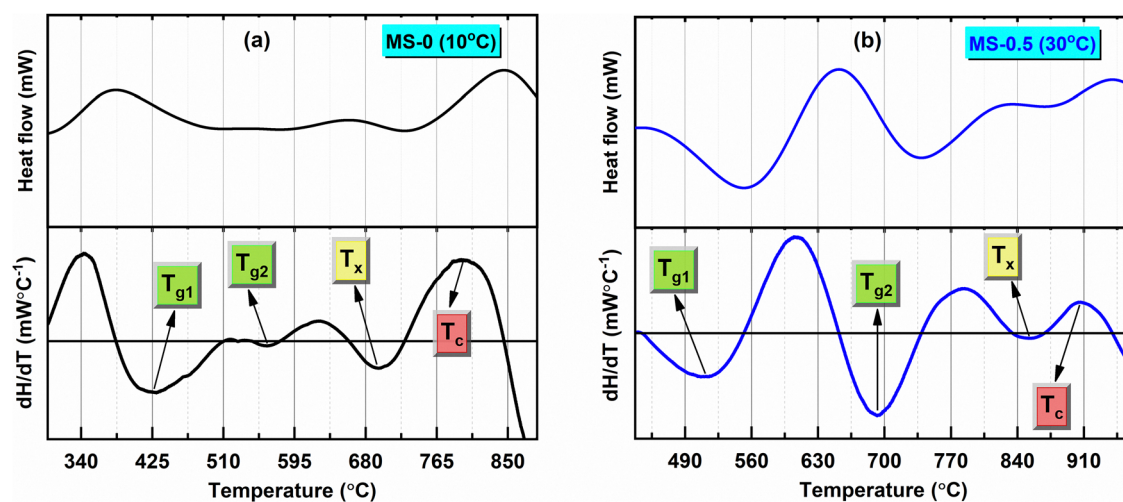 (a)
MS-0 (10°C)
Heat flow (mW)
dH/dT (mW°C⁻¹)
Tg1
Tg2
Tx
Tc
340 425 510 595 680 765 850
Temperature (°C)
(b)
MS-0.5 (30°C)
Heat flow (mW)
dH/dT (mW°C⁻¹)
Tg1
Tg2
Tx
Tc
490 560 630 700 770 840 910
Temperature (°C)